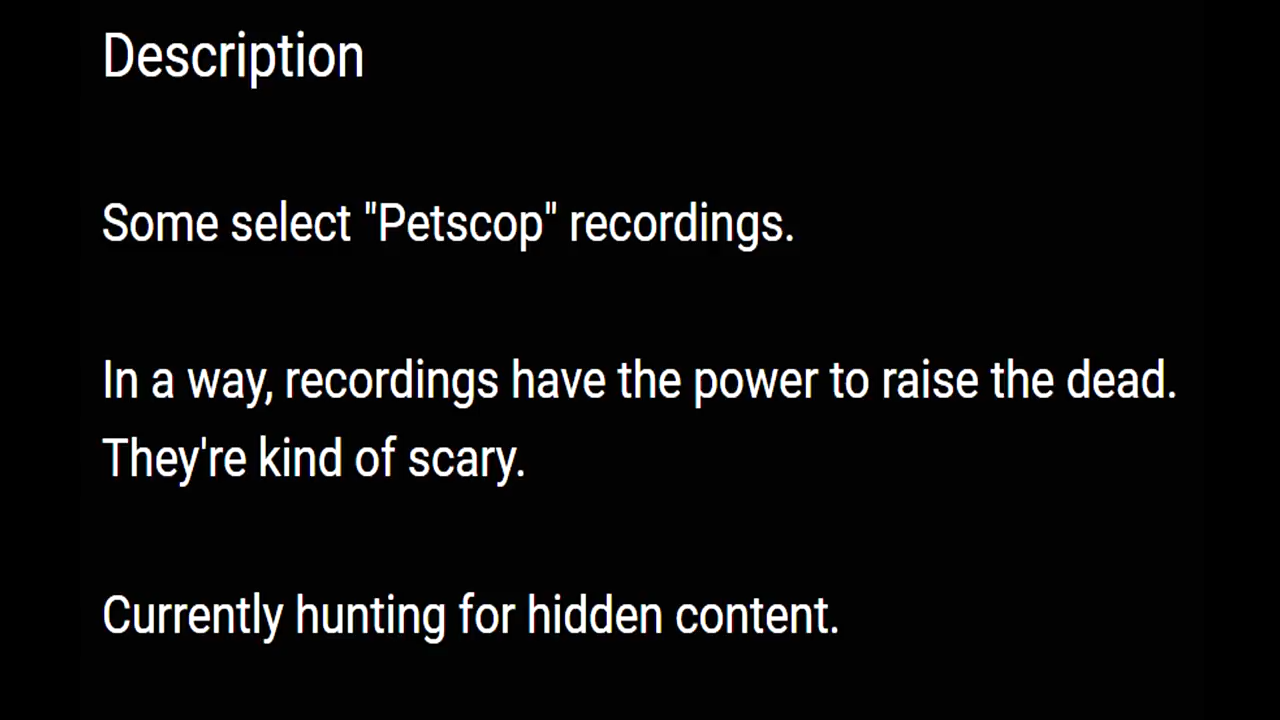 Description
Some select "Petscop" recordings.
In a way, recordings have the power to raise the dead.
They're kind of scary.
Currently hunting for hidden content.